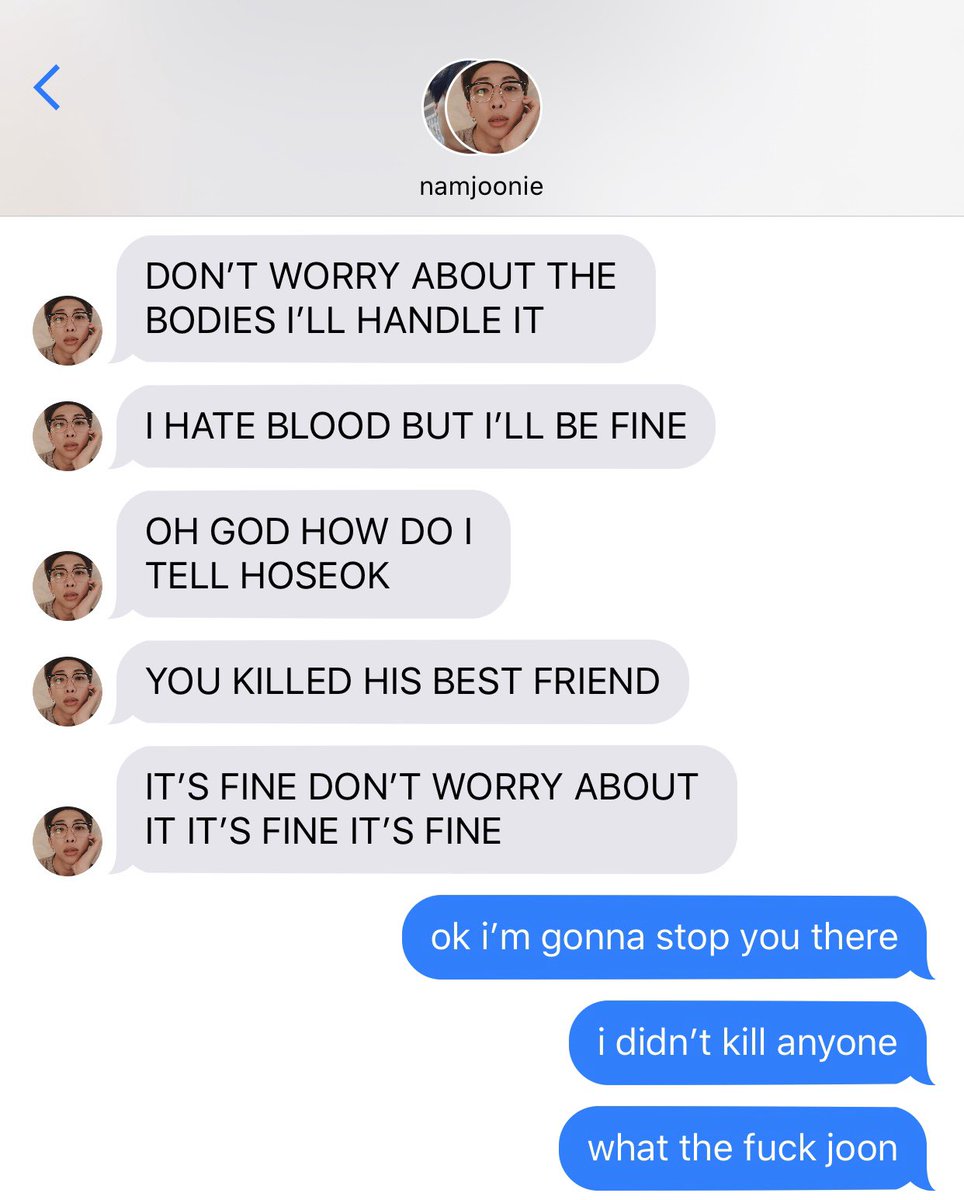 namjoonie
DON’T WORRY ABOUT THE
BODIES I’LL HANDLE IT
I HATE BLOOD BUT I’LL BE FINE
OH GOD HOW DO I
TELL HOSEOK
YOU KILLED HIS BEST FRIEND
IT’S FINE DON’T WORRY ABOUT
IT IT’S FINE IT’S FINE
ok i’m gonna stop you there
i didn’t kill anyone
what the fuck joon